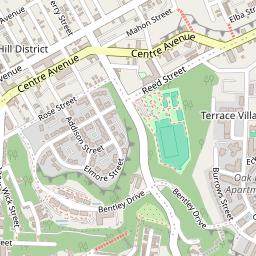 Elba Str
Mahon Street
Hill District
Centre Avenue
Centre Avenue
Reed Street
Rose Street
Terrace Villa
Addison Street
Elmore Street
Wick Street
Bentley Drive
Bentley Drive
Oak
Apartm
Burrows Street